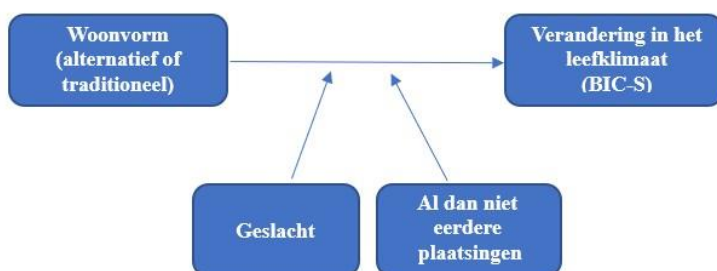 Woonvorm
(alternatief of
traditioneel)
Verandering in het
leefklimaat
(BIC-S)
Geslacht
Al dan niet
eerdere
plaatsingen